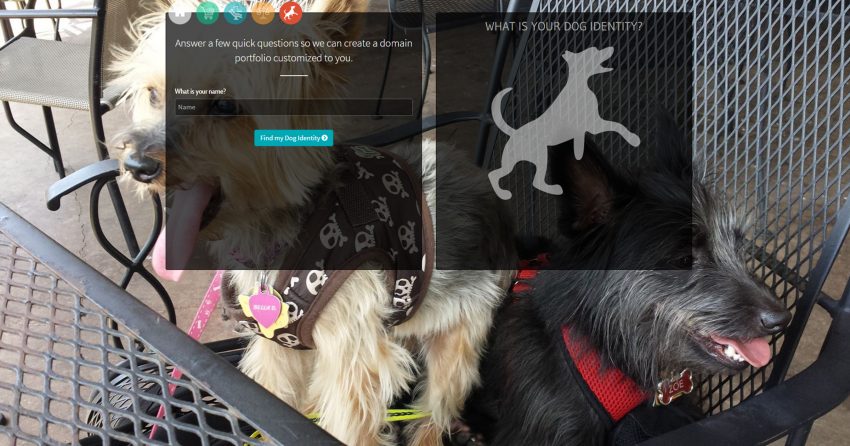 Answer a few quick questions so we can create a domain
portfolio customized to you.
What is your name?
Name
Find my Dog Identity
WHAT IS YOUR DOG IDENTITY?
ZOE